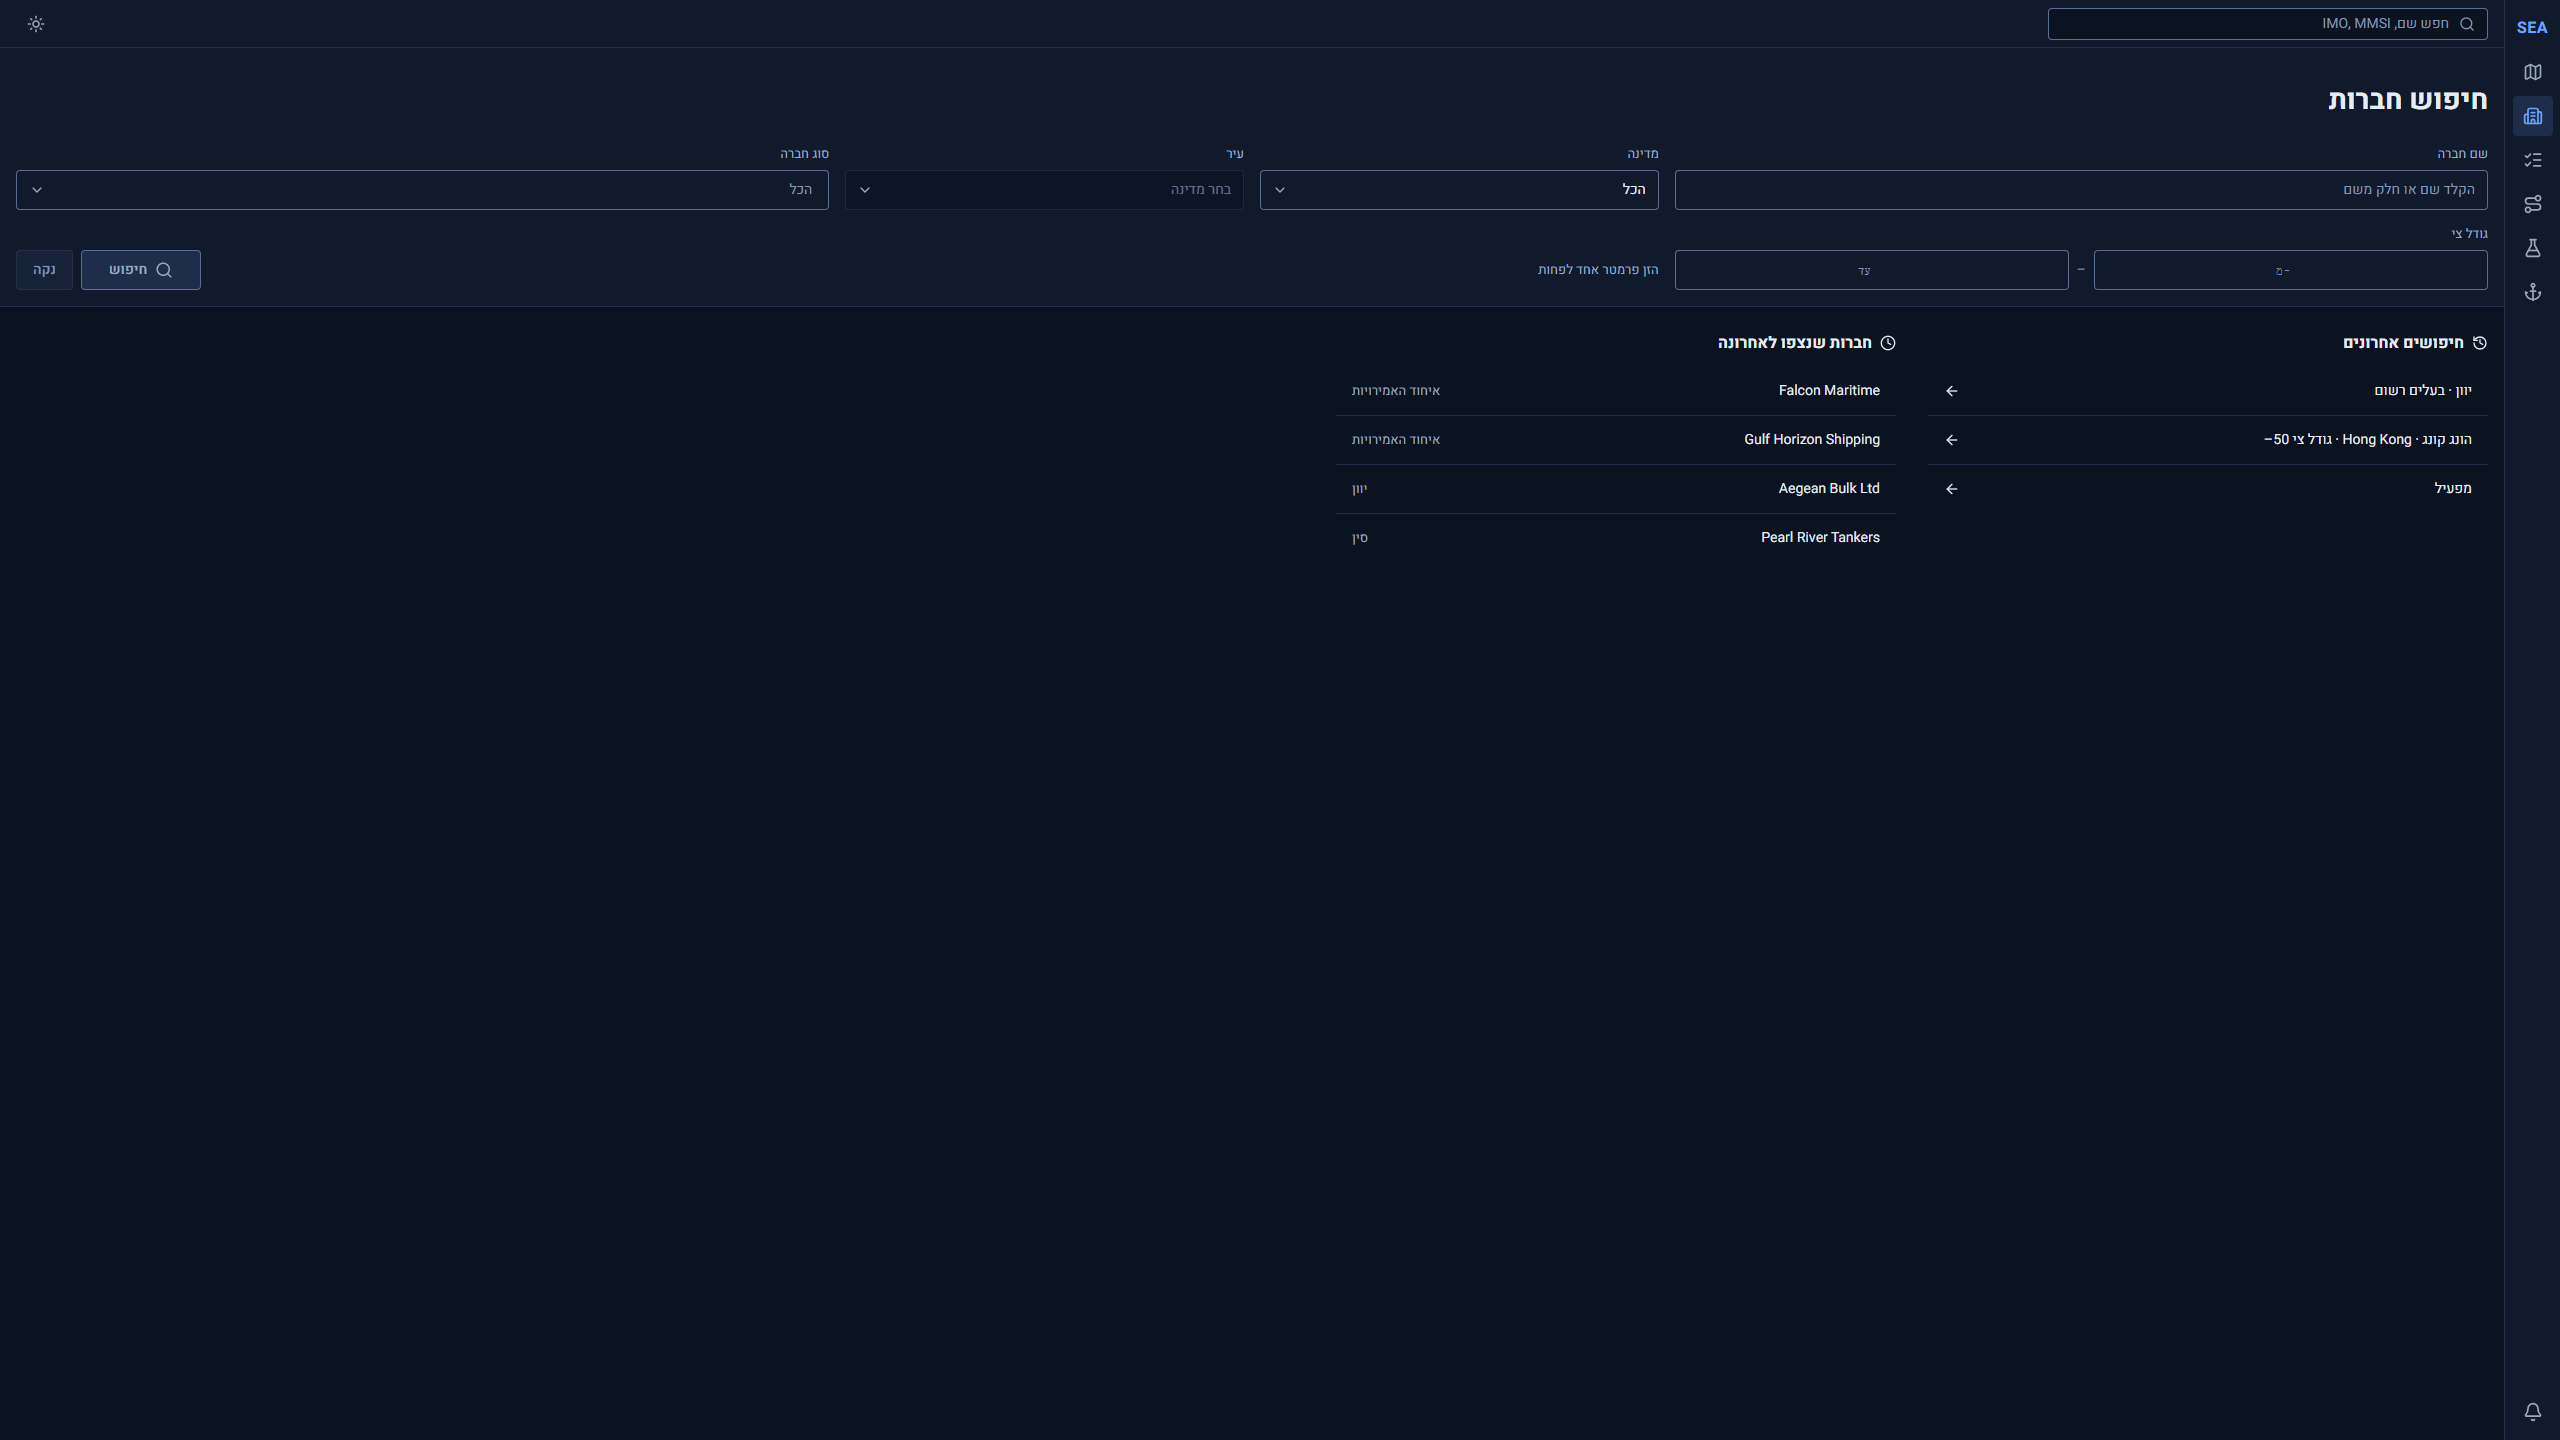 SEA
חפש שם, IMO, MMSI
חיפוש חברות
שם חברה
מדינה
עיר
סוג חברה
הקלד שם או חלק משם
הכל
בחר מדינה
הכל
גודל צי
מ-
–
עד
הזן פרמטר אחד לפחות
חיפוש
נקה
חיפושים אחרונים
יוון · בעלים רשום
הונג קונג · Hong Kong · גודל צי 50–
מפעיל
חברות שנצפו לאחרונה
Falcon Maritime איחוד האמירויות
Gulf Horizon Shipping איחוד האמירויות
Aegean Bulk Ltd יוון
Pearl River Tankers סין